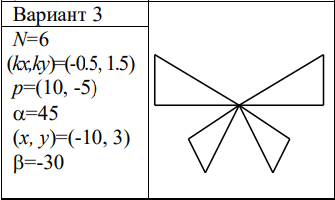 Вариант 3
N=6
(kx,ky)=(-0.5, 1.5)
p=(10, -5)
α=45
(x, y)=(-10, 3)
β=-30